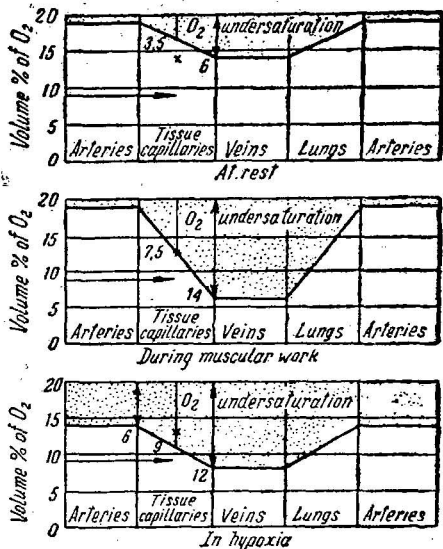 Volume % of O2
20
15
10
5
0
3,5
O2 undersaturation
6
Arteries
Tissue capillaries
Veins
Lungs
Arteries
At rest
Volume % of O2
20
15
10
5
0
7,5
O2 undersaturation
14
Arteries
Tissue capillaries
Veins
Lungs
Arteries
During muscular work
Volume % of O2
20
15
10
5
0
6
9
O2 undersaturation
12
Arteries
Tissue capillaries
Veins
Lungs
Arteries
In hypoxia